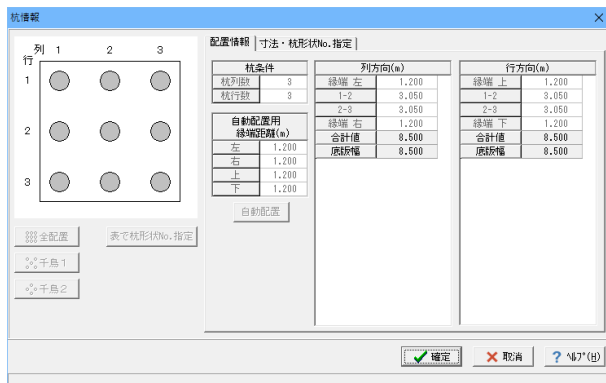 杭情報
配置情報 寸法・杭形状No.指定
列 1 2 3
行
1
2
3
全配置 表で杭形状No.指定
千鳥1
千鳥2
杭条件
杭列数 3
杭行数 3
自動配置用
縁端距離(m)
左 1.200
右 1.200
上 1.200
下 1.200
自動配置
列方向(m)
縁端 左 1.200
1-2 3.050
2-3 3.050
縁端 右 1.200
合計値 8.500
底版幅 8.500
行方向(m)
縁端 上 1.200
1-2 3.050
2-3 3.050
縁端 下 1.200
合計値 8.500
底版幅 8.500
確定 取消 ? ヘルプ(H)